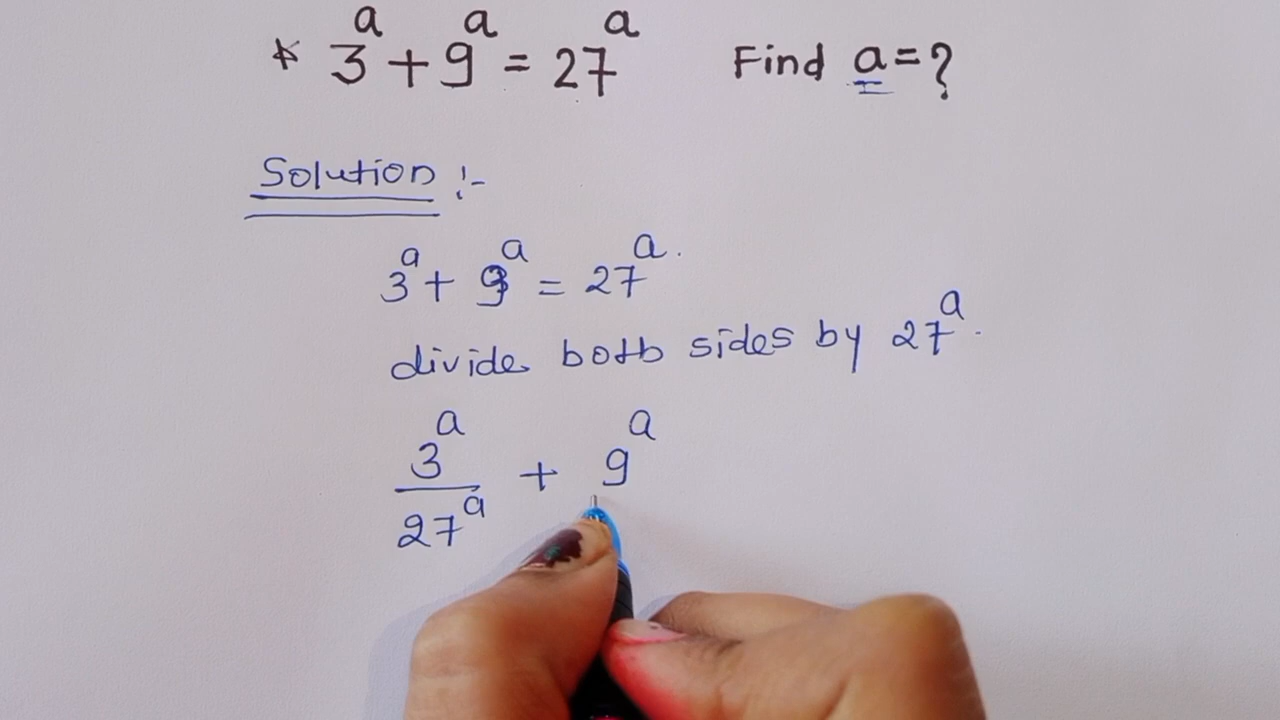 * 3^a + 9^a = 27^a Find a = ?
Solution :-
3^a + 9^a = 27^a.
divide both sides by 27^a.
3^a/27^a + 9^a